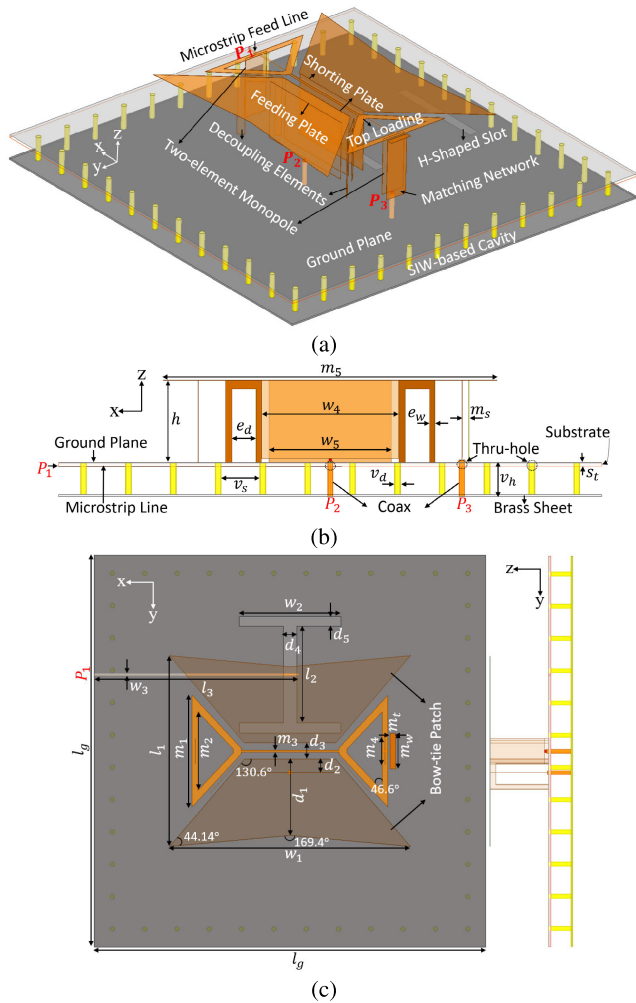 Microstrip Feed Line
P1
Shorting Plate
Feeding Plate
Top Loading
H-Shaped Slot
Decoupling Elements
P2
Two-element Monopole
Matching Network
P3
Ground Plane
SIW-based Cavity
z
x
y
(a)
z
x
m5
h
ed
w4
ew
ms
w5
Ground Plane
Thru-hole
Substrate
P1
vs
vd
vh
st
Microstrip Line
P2
Coax
P3
Brass Sheet
(b)
x
y
z
y
w2
d5
d4
l2
P1
w3
l3
lg
l1
m1
m2
m3
d3
m4
mt
mw
d2
130.6°
46.6°
d1
44.14°
169.4°
w1
Bow-tie Patch
lg
(c)